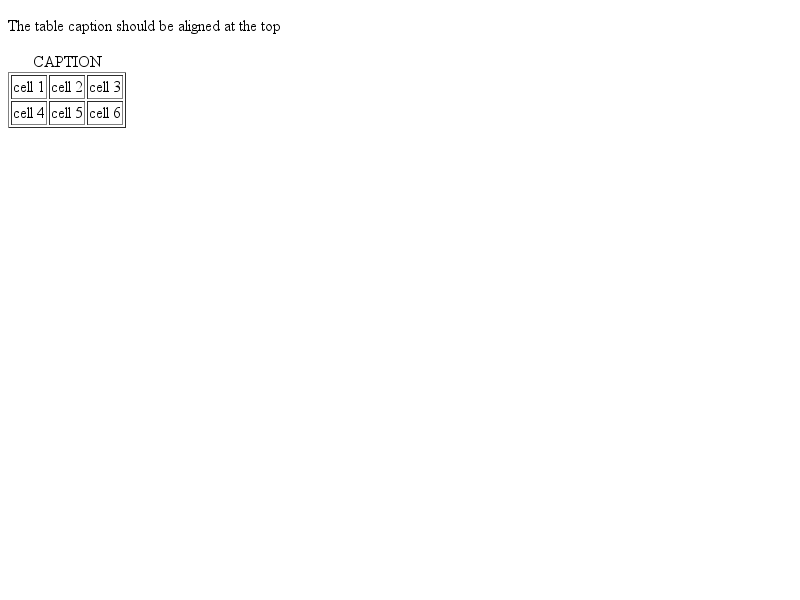 The table caption should be aligned at the top
CAPTION
cell 1 cell 2 cell 3
cell 4 cell 5 cell 6